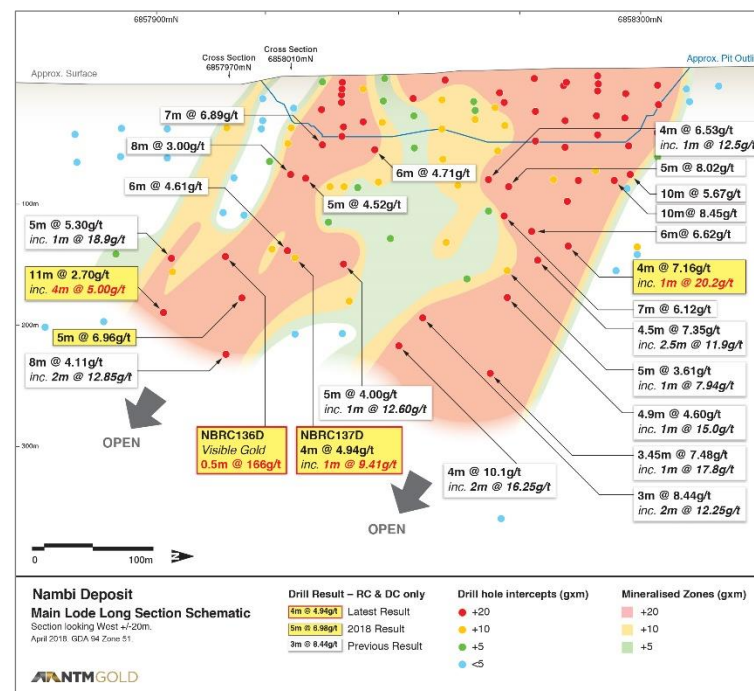 6857900mN
6858300mN
Cross Section
6857970mN
Cross Section
6858010mN
Approx. Surface
Approx. Pit Outli
7m @ 6.89g/t
8m @ 3.00g/t
6m @ 4.61g/t
5m @ 4.52g/t
6m @ 4.71g/t
4m @ 6.53g/t
inc. 1m @ 12.5g/t
5m @ 8.02g/t
10m @ 5.67g/t
10m@ 8.45g/t
6m@ 6.62g/t
4m @ 7.16g/t
inc. 1m @ 20.2g/t
7m @ 6.12g/t
4.5m @ 7.35g/t
inc. 2.5m @ 11.9g/t
5m @ 3.61g/t
inc. 1m @ 7.94g/t
4.9m @ 4.60g/t
inc. 1m @ 15.0g/t
3.45m @ 7.48g/t
inc. 1m @ 17.8g/t
3m @ 8.44g/t
inc. 2m @ 12.25g/t
100m
200m
300m
5m @ 5.30g/t
inc. 1m @ 18.9g/t
11m @ 2.70g/t
inc. 4m @ 5.00g/t
5m @ 6.96g/t
8m @ 4.11g/t
inc. 2m @ 12.85g/t
OPEN
NBRC136D
Visible Gold
0.5m @ 166g/t
NBRC137D
4m @ 4.94g/t
inc. 1m @ 9.41g/t
5m @ 4.00g/t
inc. 1m @ 12.60g/t
4m @ 10.1g/t
inc. 2m @ 16.25g/t
OPEN
0
100m
N
Nambi Deposit
Main Lode Long Section Schematic
Section looking West +/-20m.
April 2018. GDA 94 Zone 51.
NTMGOLD
Drill Result – RC & DC only
4m @ 4.94g/t Latest Result
5m @ 6.98g/t 2018 Result
3m @ 8.44g/t Previous Result
Drill hole intercepts (gxm)
+20
+10
+5
<5
Mineralised Zones (gxm)
+20
+10
+5